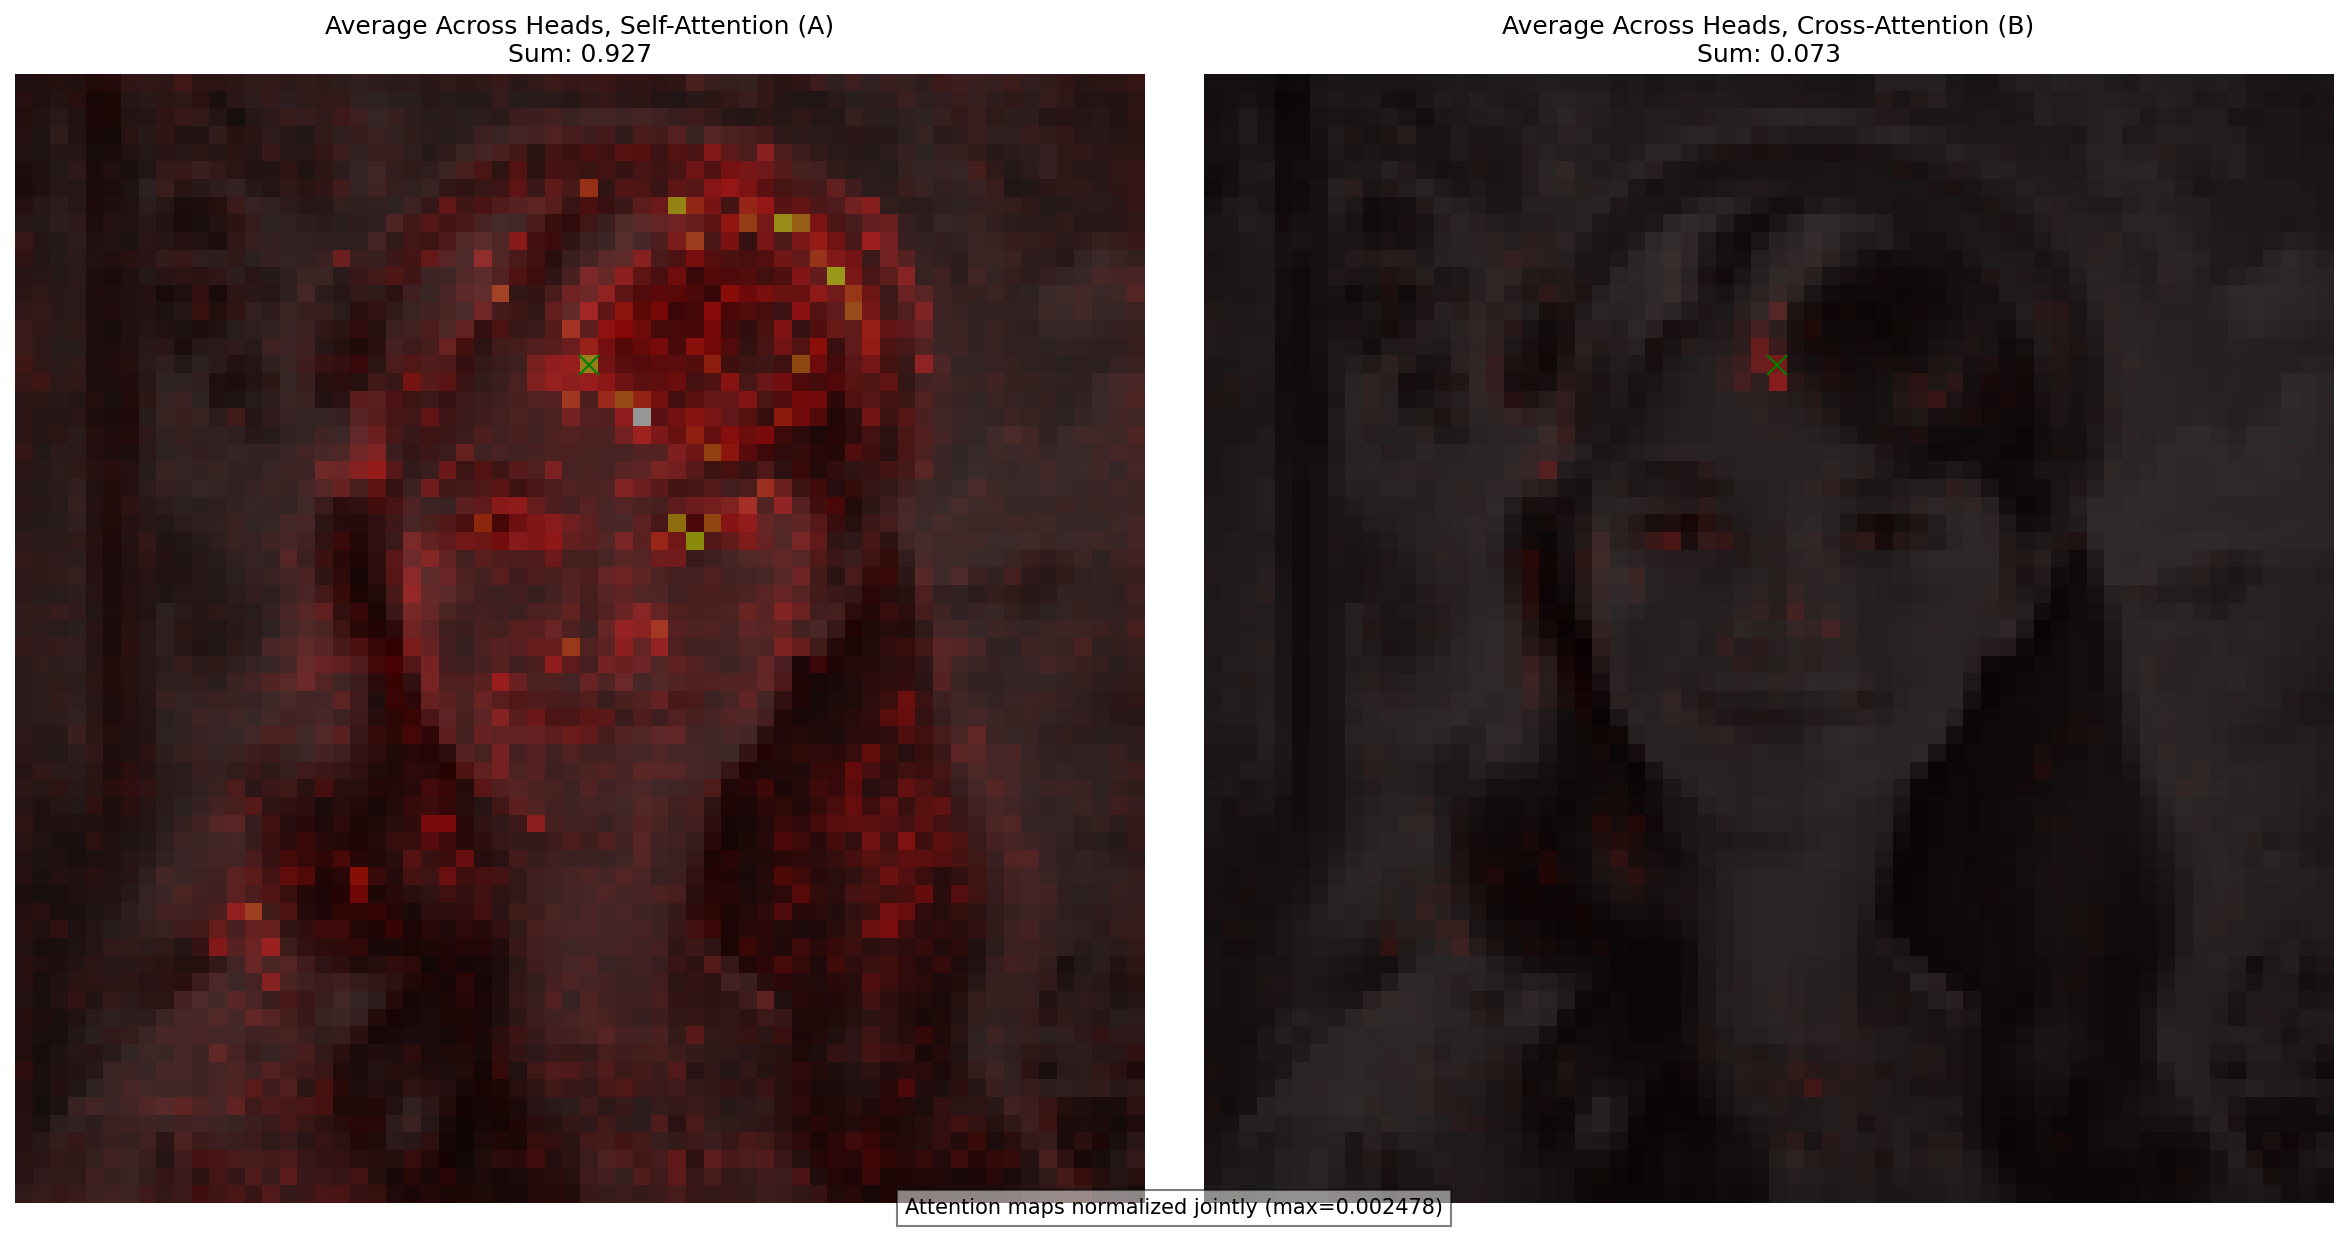 Average Across Heads, Self-Attention (A)
Sum: 0.927
Average Across Heads, Cross-Attention (B)
Sum: 0.073
Attention maps normalized jointly (max=0.002478)